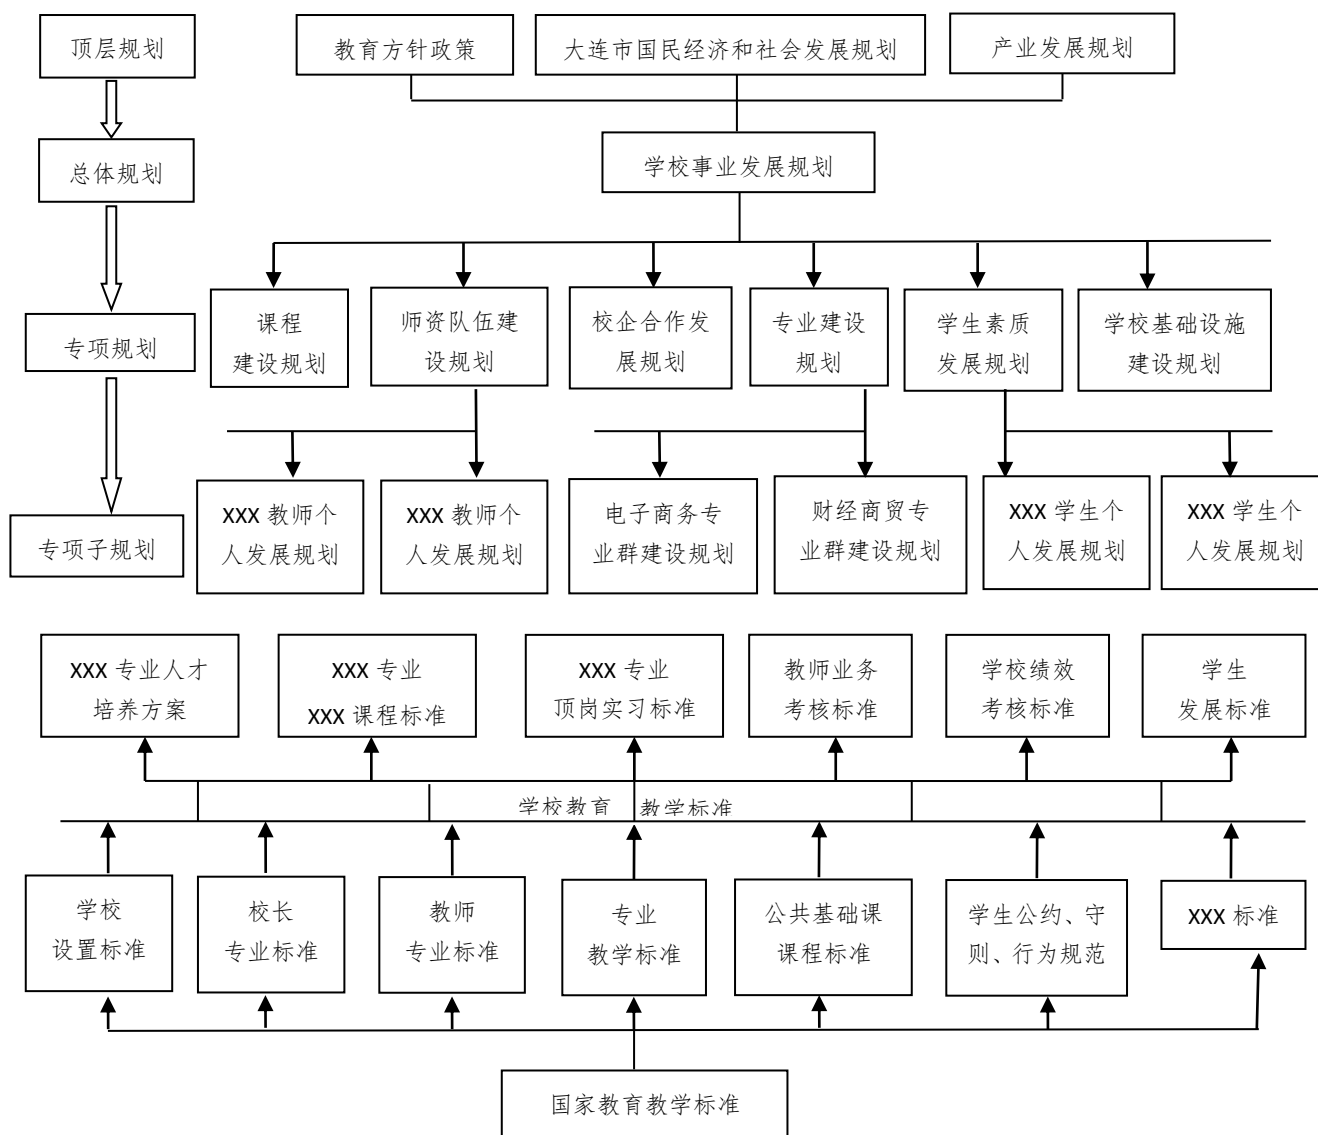 顶层规划
教育方针政策
大连市国民经济和社会发展规划
产业发展规划
总体规划
学校事业发展规划
专项规划
课程
建设规划
师资队伍建
设规划
校企合作发
展规划
专业建设
规划
学生素质
发展规划
学校基础设施
建设规划
专项子规划
XXX 教师个
人发展规划
XXX 教师个
人发展规划
电子商务专
业群建设规划
财经商贸专
业群建设规划
XXX 学生个
人发展规划
XXX 学生个
人发展规划
XXX 专业人才
培养方案
XXX 专业
XXX 课程标准
XXX 专业
顶岗实习标准
教师业务
考核标准
学校绩效
考核标准
学生
发展标准
学校教育 教学标准
学校
设置标准
校长
专业标准
教师
专业标准
专业
教学标准
公共基础课
课程标准
学生公约、守
则、行为规范
XXX 标准
国家教育教学标准